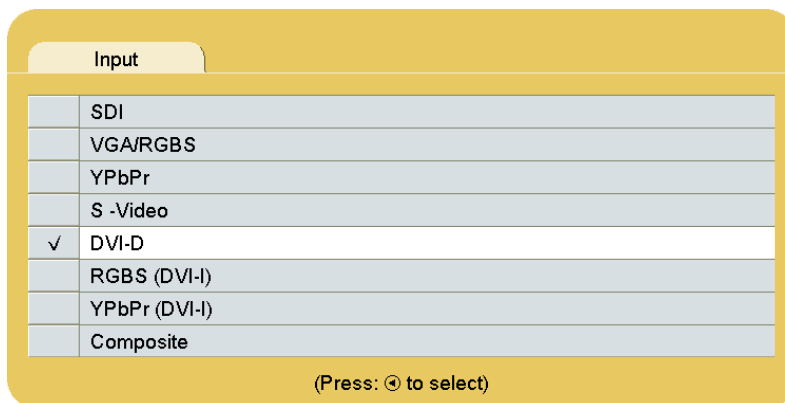 Input
SDI
VGA/RGBS
YPbPr
S -Video
√ DVI-D
RGBS (DVI-I)
YPbPr (DVI-I)
Composite
(Press: ⊙ to select)